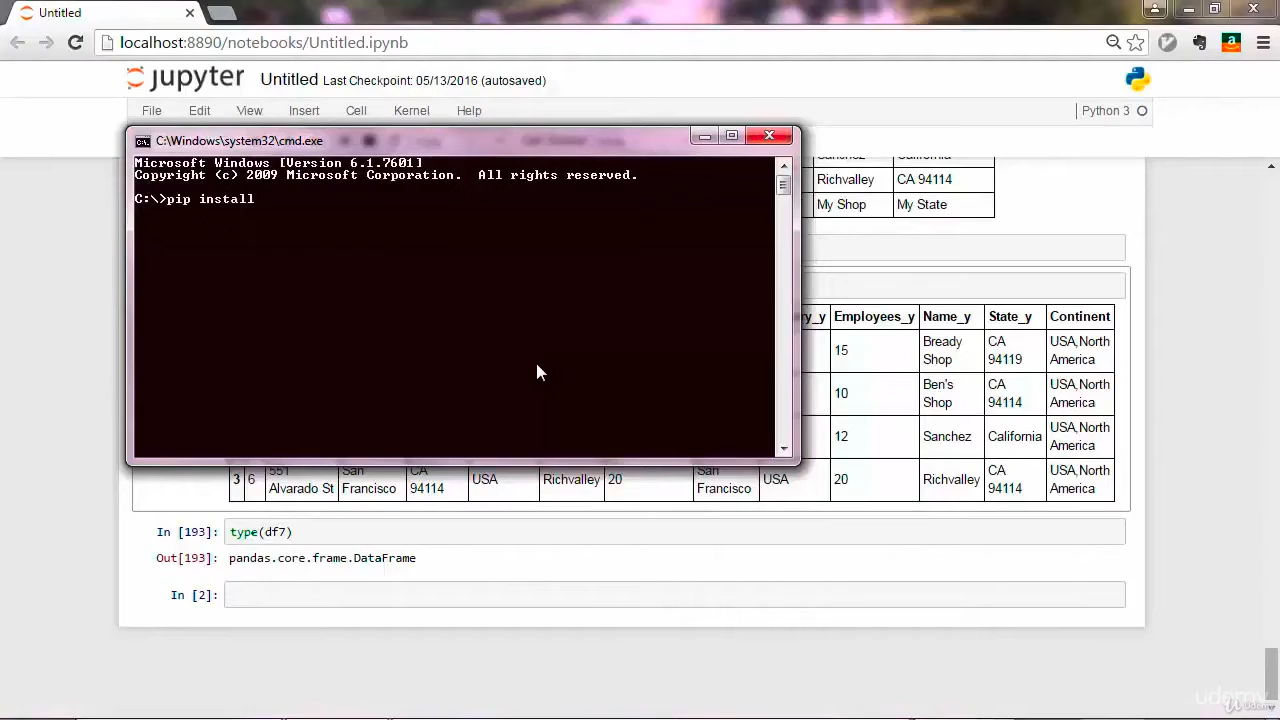 Untitled
localhost:8890/notebooks/Untitled.ipynb
jupyter Untitled Last Checkpoint: 05/13/2016 (autosaved)
File Edit View Insert Cell Kernel Help Python 3
C:\Windows\system32\cmd.exe
Microsoft Windows [Version 6.1.7601]
Copyright (c) 2009 Microsoft Corporation. All rights reserved.
C:\>pip install
Sanchez California
Richvalley CA 94114
My Shop My State
y_y Employees_y Name_y State_y Continent
15 Bready Shop CA 94119 USA,North America
10 Ben's Shop CA 94114 USA,North America
12 Sanchez California USA,North America
3 6 551 Alvarado St San Francisco CA 94114 USA Richvalley 20 San Francisco USA 20 Richvalley CA 94114 USA,North America
In [193]: type(df7)
Out[193]: pandas.core.frame.DataFrame
In [2]:
udemy
Udemy